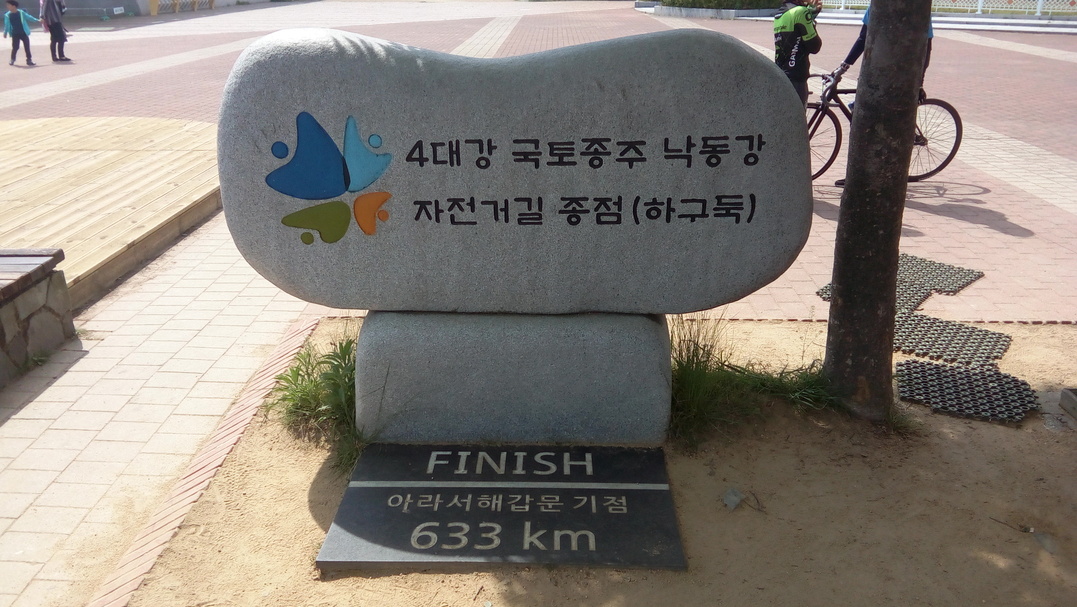 4대강 국토종주 낙동강
자전거길 종점(하구둑)
FINISH
아라서해갑문 기점
633 km
GARMIN